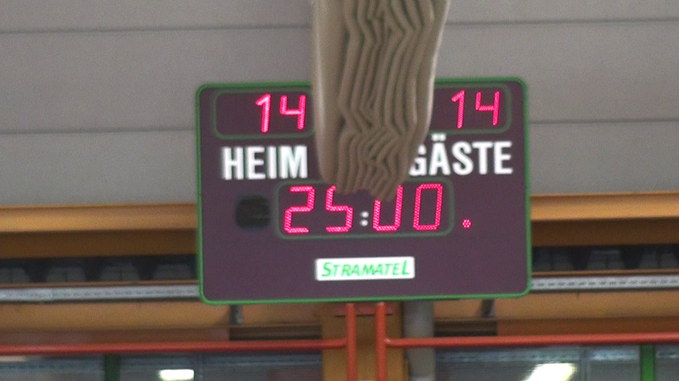 14 14
HEIM GÄSTE
25:00
STRAMATEL